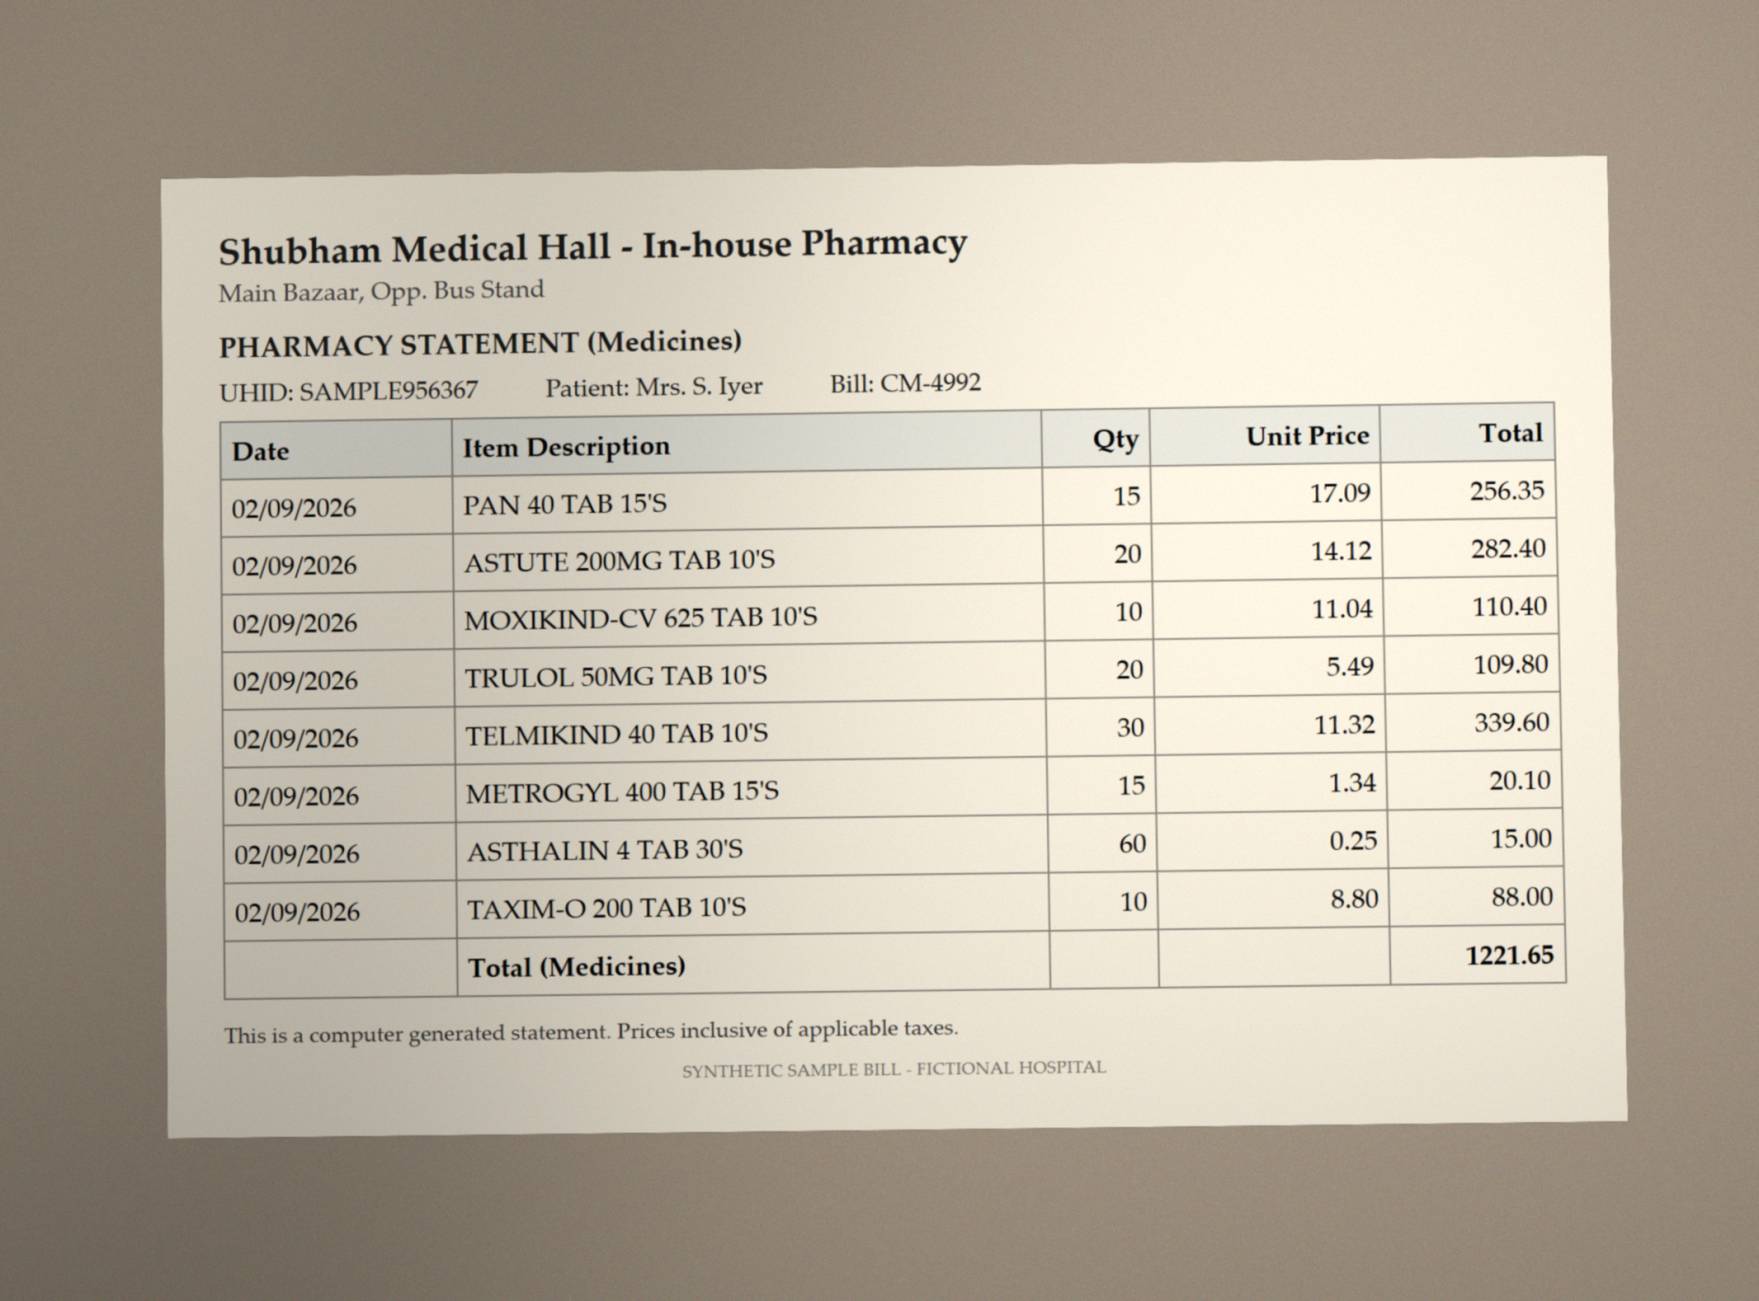 Shubham Medical Hall - In-house Pharmacy
Main Bazaar, Opp. Bus Stand
PHARMACY STATEMENT (Medicines)
UHID: SAMPLE956367 Patient: Mrs. S. Iyer Bill: CM-4992
Date Item Description Qty Unit Price Total
02/09/2026 PAN 40 TAB 15'S 15 17.09 256.35
02/09/2026 ASTUTE 200MG TAB 10'S 20 14.12 282.40
02/09/2026 MOXIKIND-CV 625 TAB 10'S 10 11.04 110.40
02/09/2026 TRULOL 50MG TAB 10'S 20 5.49 109.80
02/09/2026 TELMIKIND 40 TAB 10'S 30 11.32 339.60
02/09/2026 METROGYL 400 TAB 15'S 15 1.34 20.10
02/09/2026 ASTHALIN 4 TAB 30'S 60 0.25 15.00
02/09/2026 TAXIM-O 200 TAB 10'S 10 8.80 88.00
Total (Medicines) 1221.65
This is a computer generated statement. Prices inclusive of applicable taxes.
SYNTHETIC SAMPLE BILL - FICTIONAL HOSPITAL